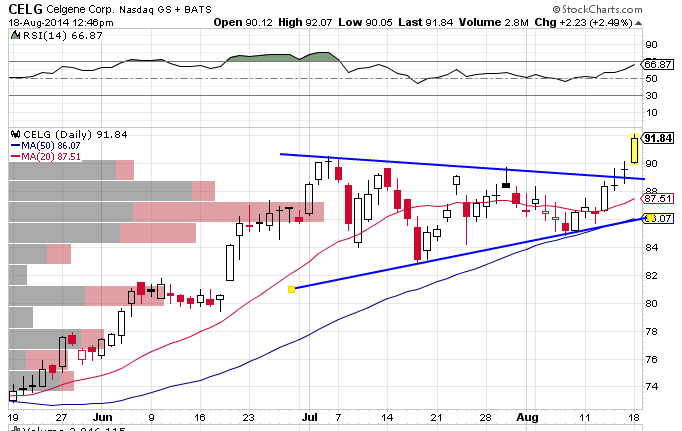 CELG Celgene Corp. Nasdaq GS + BATS © StockCharts.com
18-Aug-2014 12:46pm Open 90.12 High 92.07 Low 90.05 Last 91.84 Volume 2.8M Chg +2.23 (+2.49%)
RSI(14) 66.87
90
70
66.87
50
30
10
CELG (Daily) 91.84
MA(50) 86.07
MA(20) 87.51
91.84
90
88
87.51
86.07
84
82
80
78
76
74
19 27 Jun 9 16 23 Jul 7 14 21 28 Aug 11 18
Volume 2,846,115